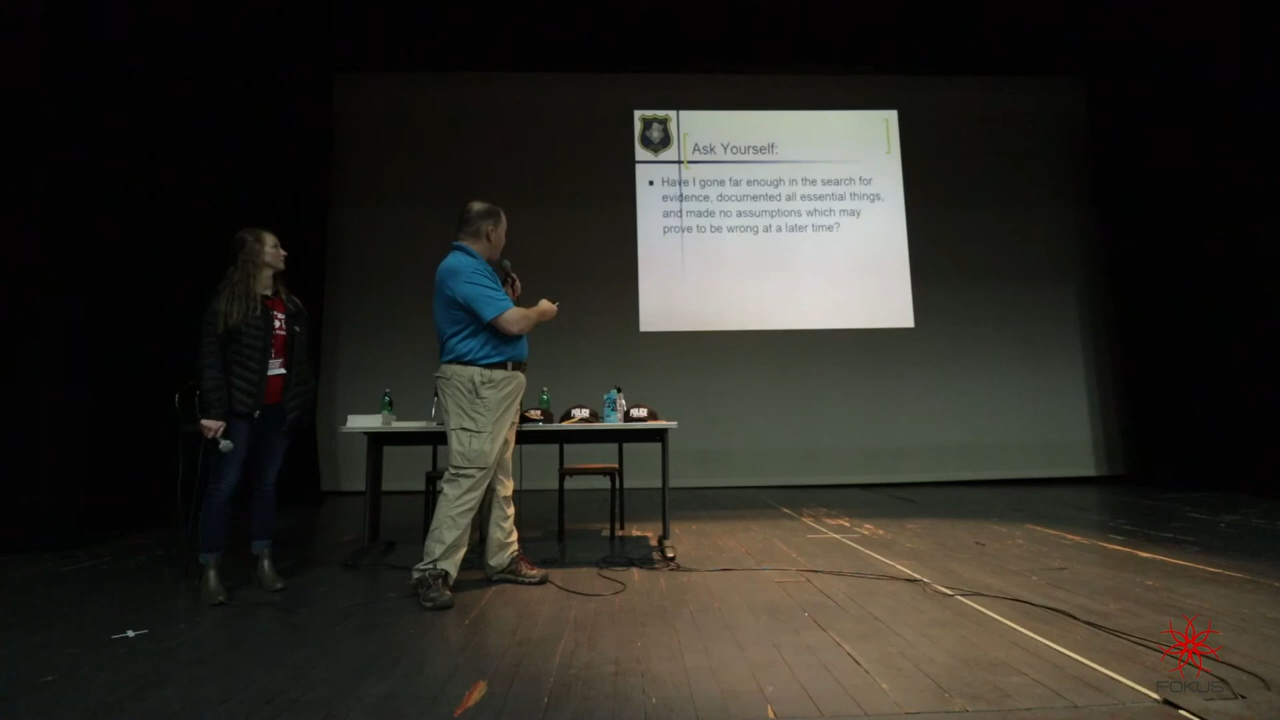 Ask Yourself:
Have I gone far enough in the search for
evidence, documented all essential things,
and made no assumptions which may
prove to be wrong at a later time?
POLICE
POLICE
FOKUS